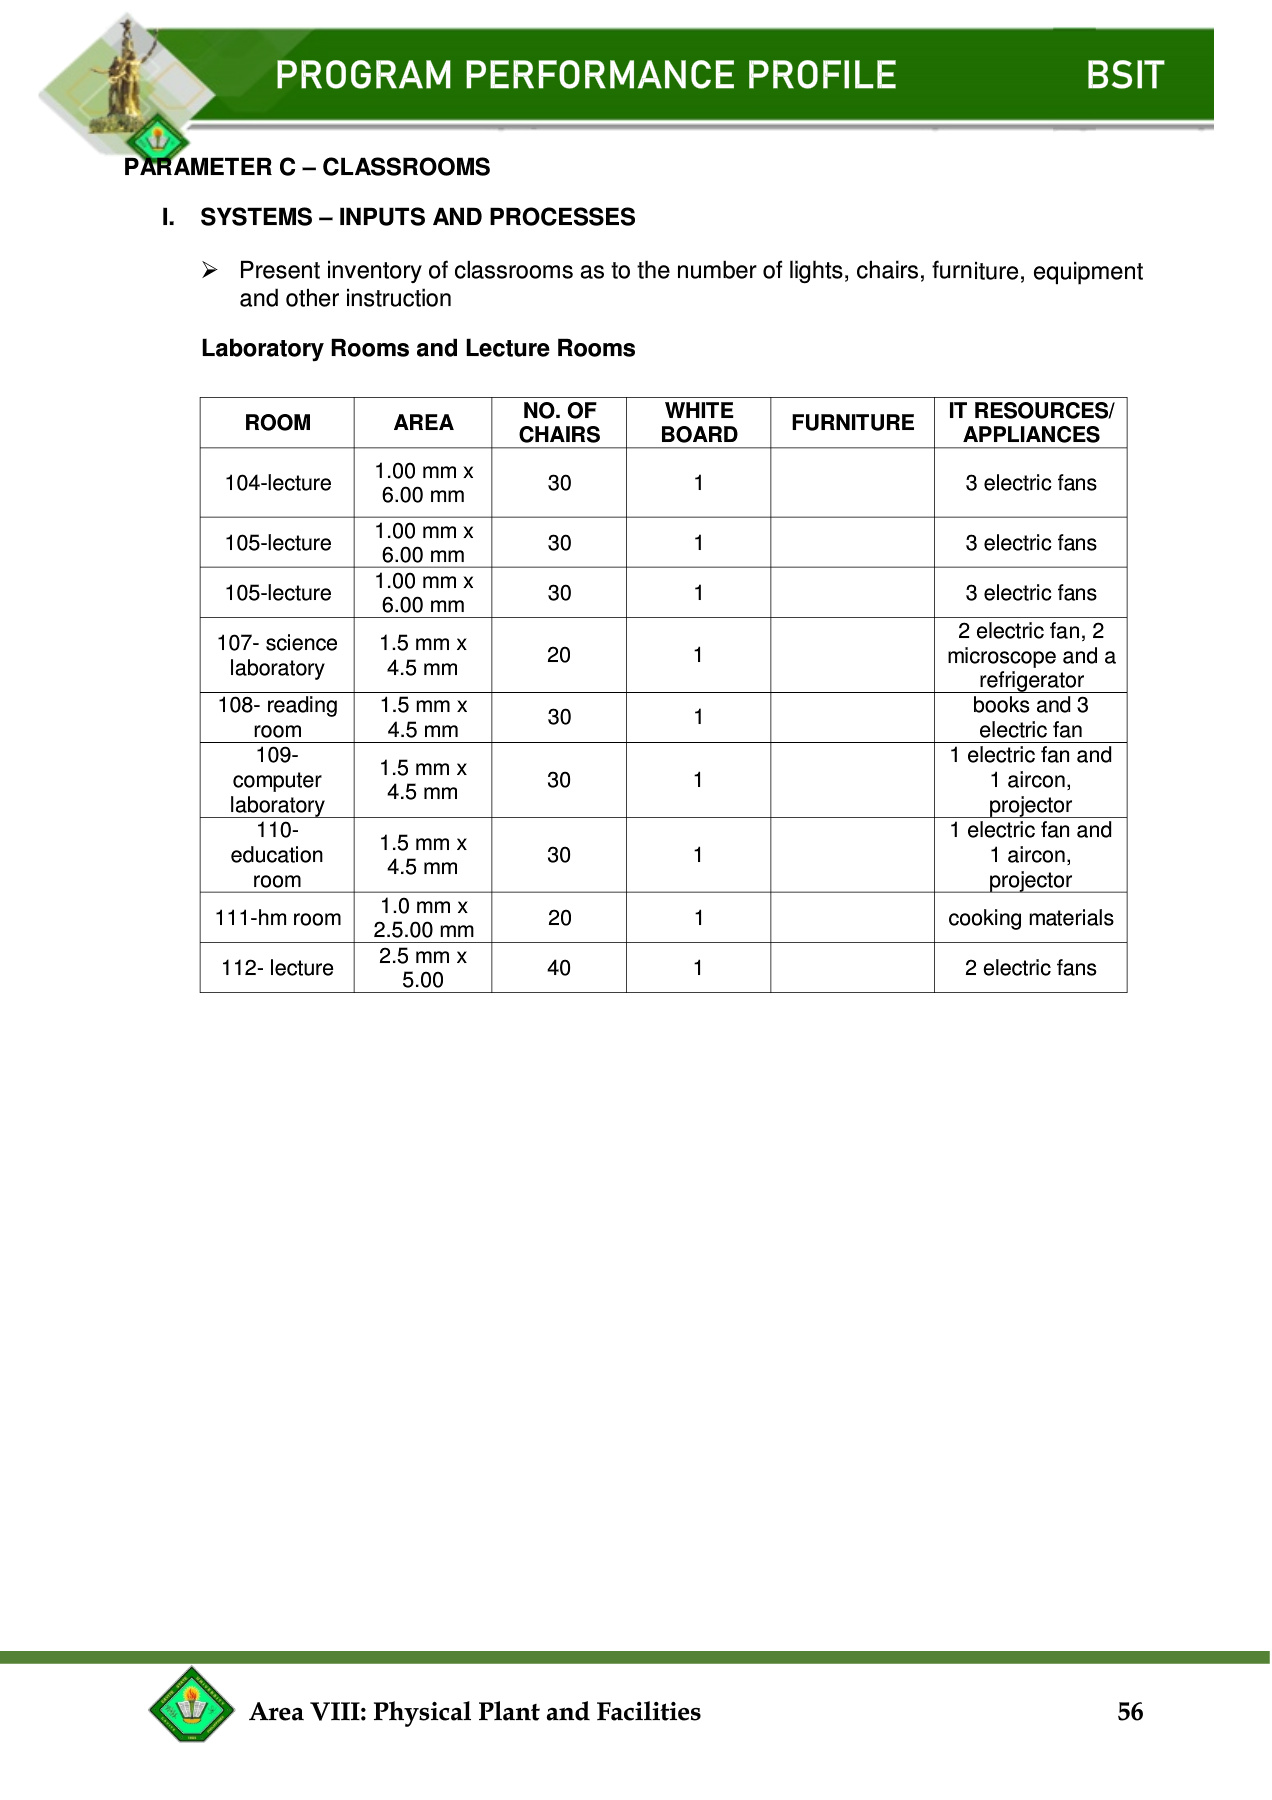 PROGRAM PERFORMANCE PROFILE BSIT
PARAMETER C – CLASSROOMS
I. SYSTEMS – INPUTS AND PROCESSES
➢ Present inventory of classrooms as to the number of lights, chairs, furniture, equipment
and other instruction
Laboratory Rooms and Lecture Rooms
ROOM AREA NO. OF CHAIRS WHITE BOARD FURNITURE IT RESOURCES/ APPLIANCES
104-lecture 1.00 mm x 6.00 mm 30 1 3 electric fans
105-lecture 1.00 mm x 6.00 mm 30 1 3 electric fans
105-lecture 1.00 mm x 6.00 mm 30 1 3 electric fans
107- science laboratory 1.5 mm x 4.5 mm 20 1 2 electric fan, 2 microscope and a refrigerator
108- reading room 1.5 mm x 4.5 mm 30 1 books and 3 electric fan
109- computer laboratory 1.5 mm x 4.5 mm 30 1 1 electric fan and 1 aircon, projector
110- education room 1.5 mm x 4.5 mm 30 1 1 electric fan and 1 aircon, projector
111-hm room 1.0 mm x 2.5.00 mm 20 1 cooking materials
112- lecture 2.5 mm x 5.00 40 1 2 electric fans
Area VIII: Physical Plant and Facilities 56